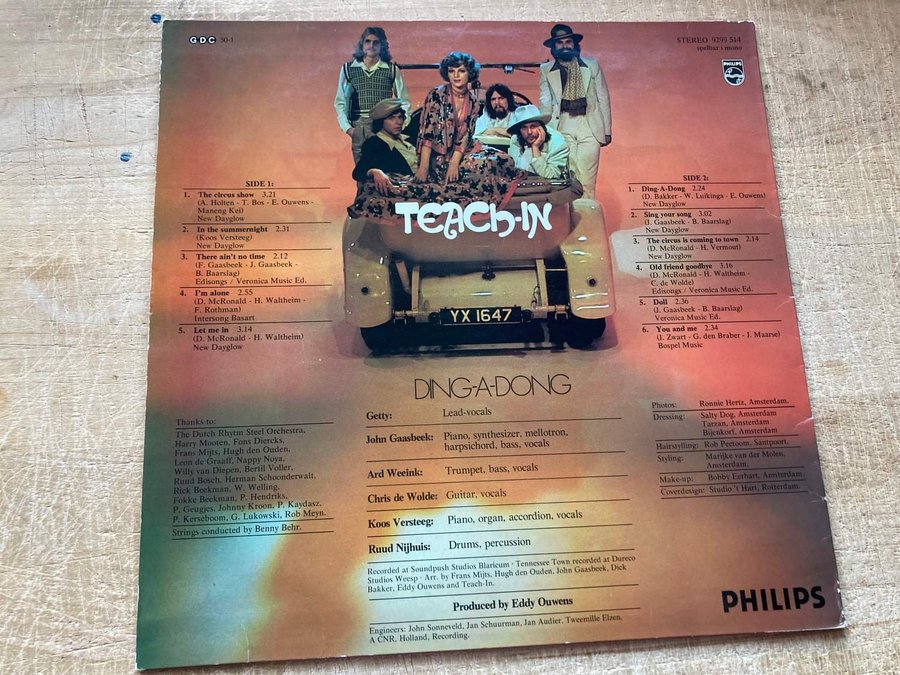 GDC 50-1
STEREO 9299 514
spelbar i mono
PHILIPS
TEACH-IN
YX 1647
SIDE 1:
1. The circus show 3.21
(A. Holten - T. Bos - E. Ouwens -
Maneng Kei)
New Dayglow
2. In the summernight 2.31
(Koos Versteeg)
New Dayglow
3. There ain't no time 2.12
(F. Gaasbeek - J. Gaasbeek -
B. Baarslag)
Edisongs / Veronica Music Ed.
4. I'm alone 2.55
(D. McRonald - H. Waltheim -
F. Rothman)
Intersong Basart
5. Let me in 3.14
(D. McRonald - H. Waltheim)
New Dayglow
SIDE 2:
1. Ding-A-Dong 2.24
(D. Bakker - W. Luikinga - E. Ouwens)
New Dayglow
2. Sing your song 3.02
(J. Gaasbeek - B. Baarslag)
New Dayglow
3. The circus is coming to town 2.14
(D. McRonald - H. Vermout)
New Dayglow
4. Old friend goodbye 3.16
(D. McRonald - H. Waltheim -
C. de Wolde)
Edisongs / Veronica Music Ed.
5. Doll 2.36
(J. Gaasbeek - B. Baarslag)
Veronica Music Ed.
6. You and me 2.34
(J. Zwart - G. den Braber - J. Maarse)
Bospel Music
DING-A-DONG
Getty: Lead-vocals
John Gaasbeek: Piano, synthesizer, mellotron,
harpsichord, bass, vocals
Ard Weeink: Trumpet, bass, vocals
Chris de Wolde: Guitar, vocals
Koos Versteeg: Piano, organ, accordion, vocals
Ruud Nijhuis: Drums, percussion
Recorded at Soundpush Studios Blaricum · Tennessee Town recorded at Dureco
Studios Weesp · Arr. by Frans Mijts, Hugh den Ouden, John Gaasbeek, Dick
Bakker, Eddy Ouwens and Teach-In.
Produced by Eddy Ouwens
Engineers: John Sonneveld, Jan Schuurman, Jan Audier, Tweemille Elzen.
A CNR, Holland, Recording.
Thanks to:
The Dutch Rhytm Steel Orchestra,
Harry Mooten, Fons Diercks,
Frans Mijts, Hugh den Ouden,
Leon de Graaff, Nappy Noya,
Willy van Diepen, Bertil Voller,
Ruud Bosch, Herman Schoonderwalt,
Rick Beekman, W. Welling,
Fokke Beekman, P. Hendriks,
P. Geugjes, Johnny Kroon, P. Kaydasz,
P. Kerseboom, G. Lukowski, Rob Meyn.
Strings conducted by Benny Behr.
Photos: Ronnie Hertz, Amsterdam.
Dressing: Salty Dog, Amsterdam
Tarzan, Amsterdam
Bijenkorf, Amsterdam
Hairstylling: Rob Peetoom, Santpoort.
Styling: Marijke van der Molen,
Amsterdam.
Make-up: Bobby Eerhart, Amsterdam.
Coverdesign: Studio 't Hart, Rotterdam.
PHILIPS